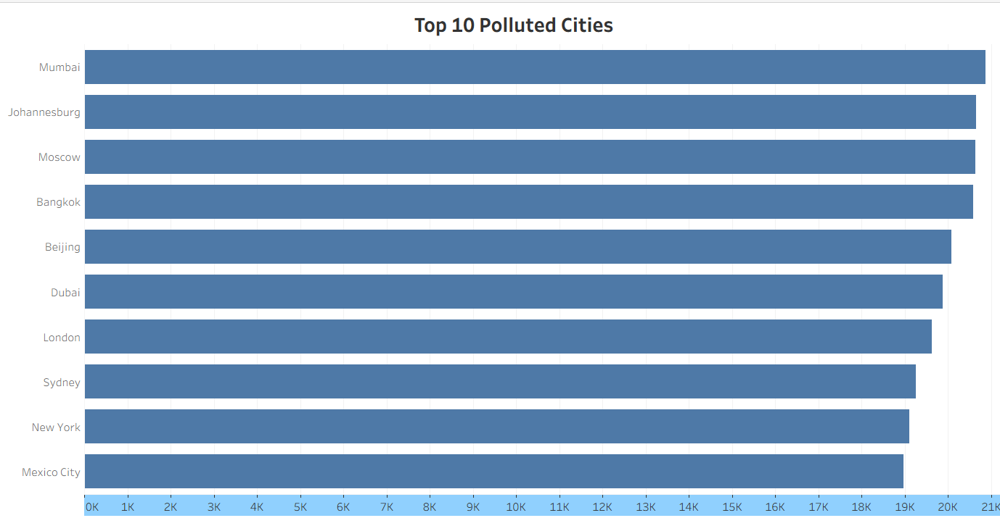 Top 10 Polluted Cities
Mumbai
Johannesburg
Moscow
Bangkok
Beijing
Dubai
London
Sydney
New York
Mexico City
0K 1K 2K 3K 4K 5K 6K 7K 8K 9K 10K 11K 12K 13K 14K 15K 16K 17K 18K 19K 20K 21K